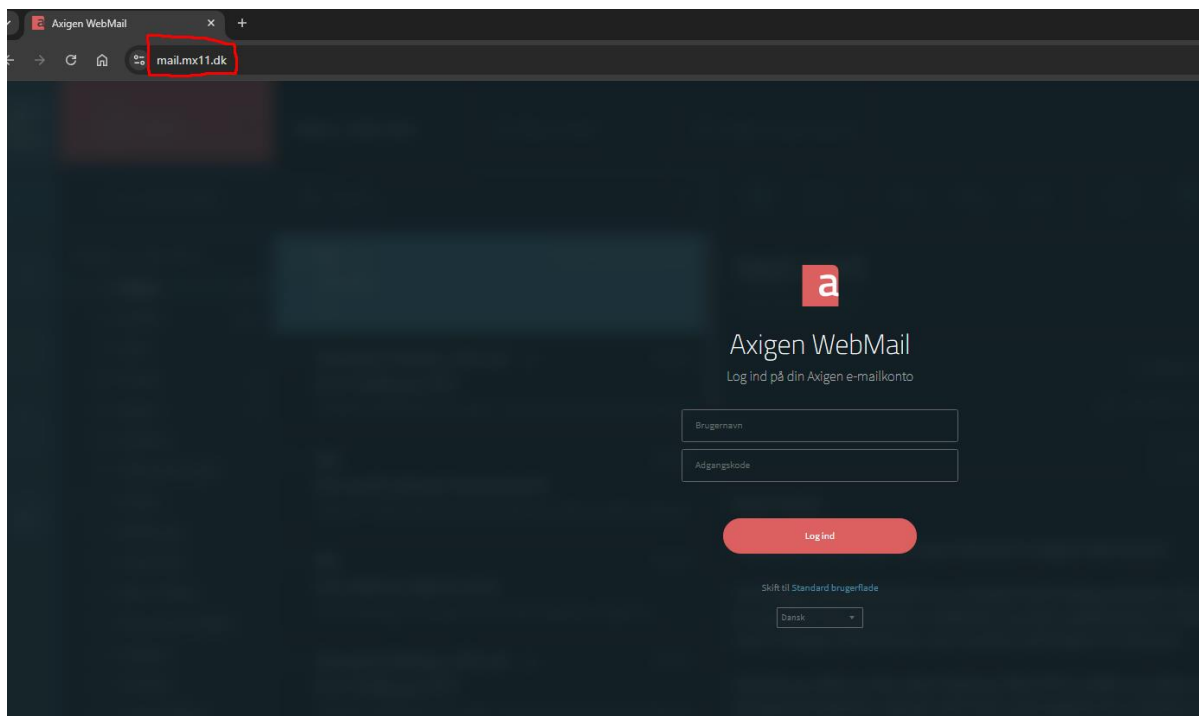 Axigen WebMail
mail.mx11.dk
a
Axigen WebMail
Log ind på din Axigen e-mailkonto
Brugernavn
Adgangskode
Log ind
Skift til Standard brugerflade
Dansk